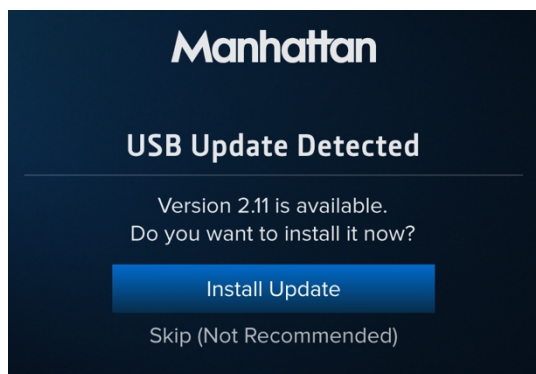 Manhattan
USB Update Detected
Version 2.11 is available.
Do you want to install it now?
Install Update
Skip (Not Recommended)